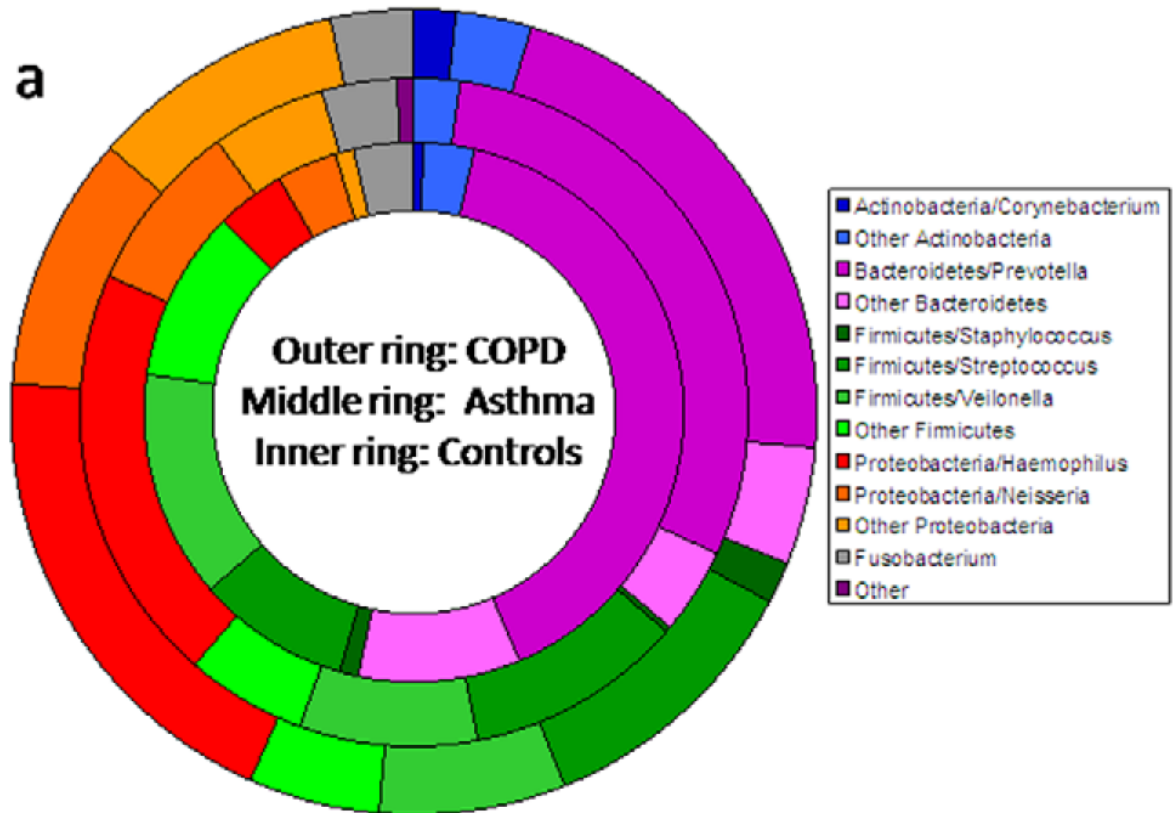 a
Outer ring: COPD
Middle ring: Asthma
Inner ring: Controls
Actinobacteria/Corynebacterium
Other Actinobacteria
Bacteroidetes/Prevotella
Other Bacteroidetes
Firmicutes/Staphylococcus
Firmicutes/Streptococcus
Firmicutes/Veilonella
Other Firmicutes
Proteobacteria/Haemophilus
Proteobacteria/Neisseria
Other Proteobacteria
Fusobacterium
Other